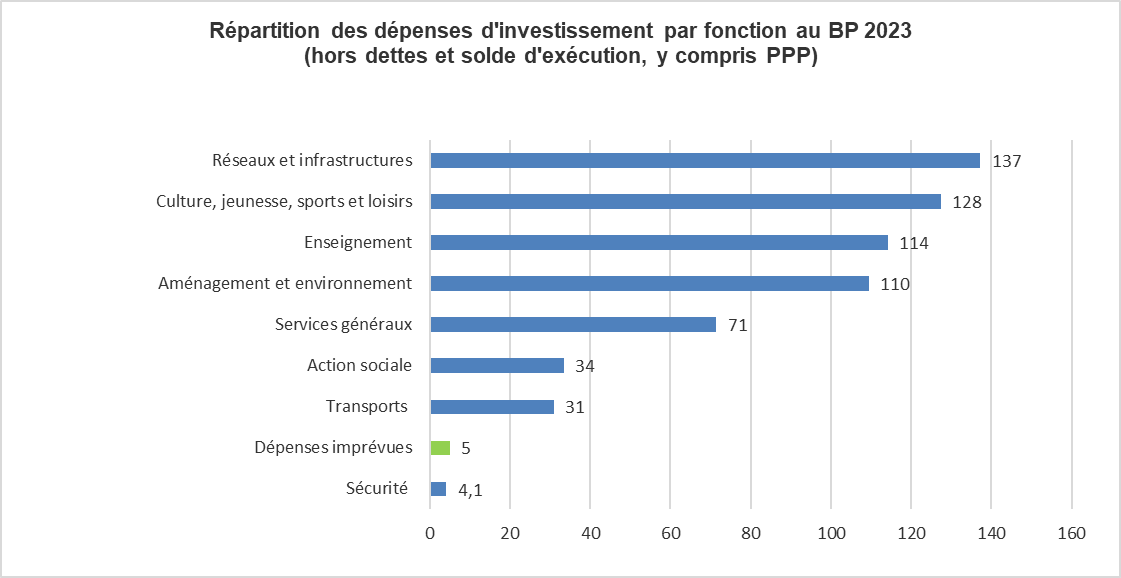 Répartition des dépenses d'investissement par fonction au BP 2023
(hors dettes et solde d'exécution, y compris PPP)
Réseaux et infrastructures 137
Culture, jeunesse, sports et loisirs 128
Enseignement 114
Aménagement et environnement 110
Services généraux 71
Action sociale 34
Transports 31
Dépenses imprévues 5
Sécurité 4,1
0 20 40 60 80 100 120 140 160